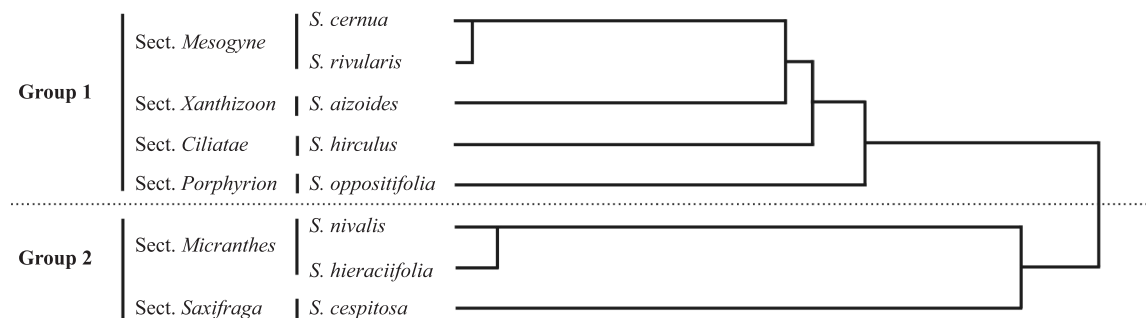 S. cernua
Sect. Mesogyne
S. rivularis
Group 1
Sect. Xanthizoon S. aizoides
Sect. Ciliatae S. hirculus
Sect. Porphyrion S. oppositifolia
S. nivalis
Sect. Micranthes
Group 2
S. hieraciifolia
Sect. Saxifraga S. cespitosa